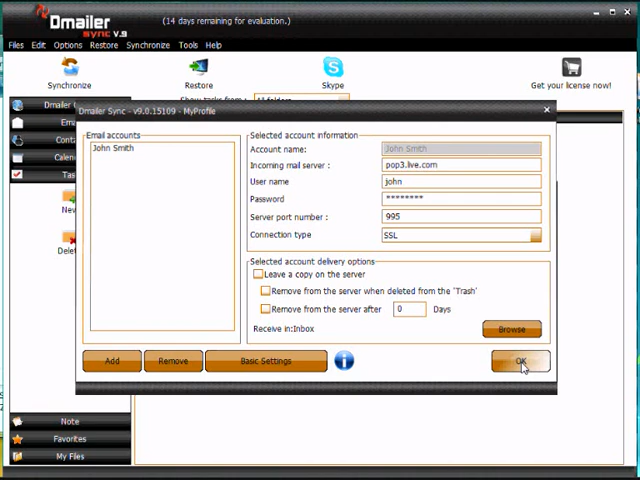 Dmailer
sync v.9
(14 days remaining for evaluation.)
Files Edit Options Restore Synchronize Tools Help
Synchronize
Restore
Skype
Get your license now!
Dmailer
Dmailer Sync - v9.0.15109 - MyProfile
Email accounts
John Smith
Selected account information
Account name: John Smith
Incoming mail server : pop3.live.com
User name john
Password ********
Server port number : 995
Connection type SSL
Selected account delivery options
Leave a copy on the server
Remove from the server when deleted from the 'Trash'
Remove from the server after 0 Days
Receive in:Inbox
Browse
Add Remove Basic Settings OK
Note
Favorites
My Files